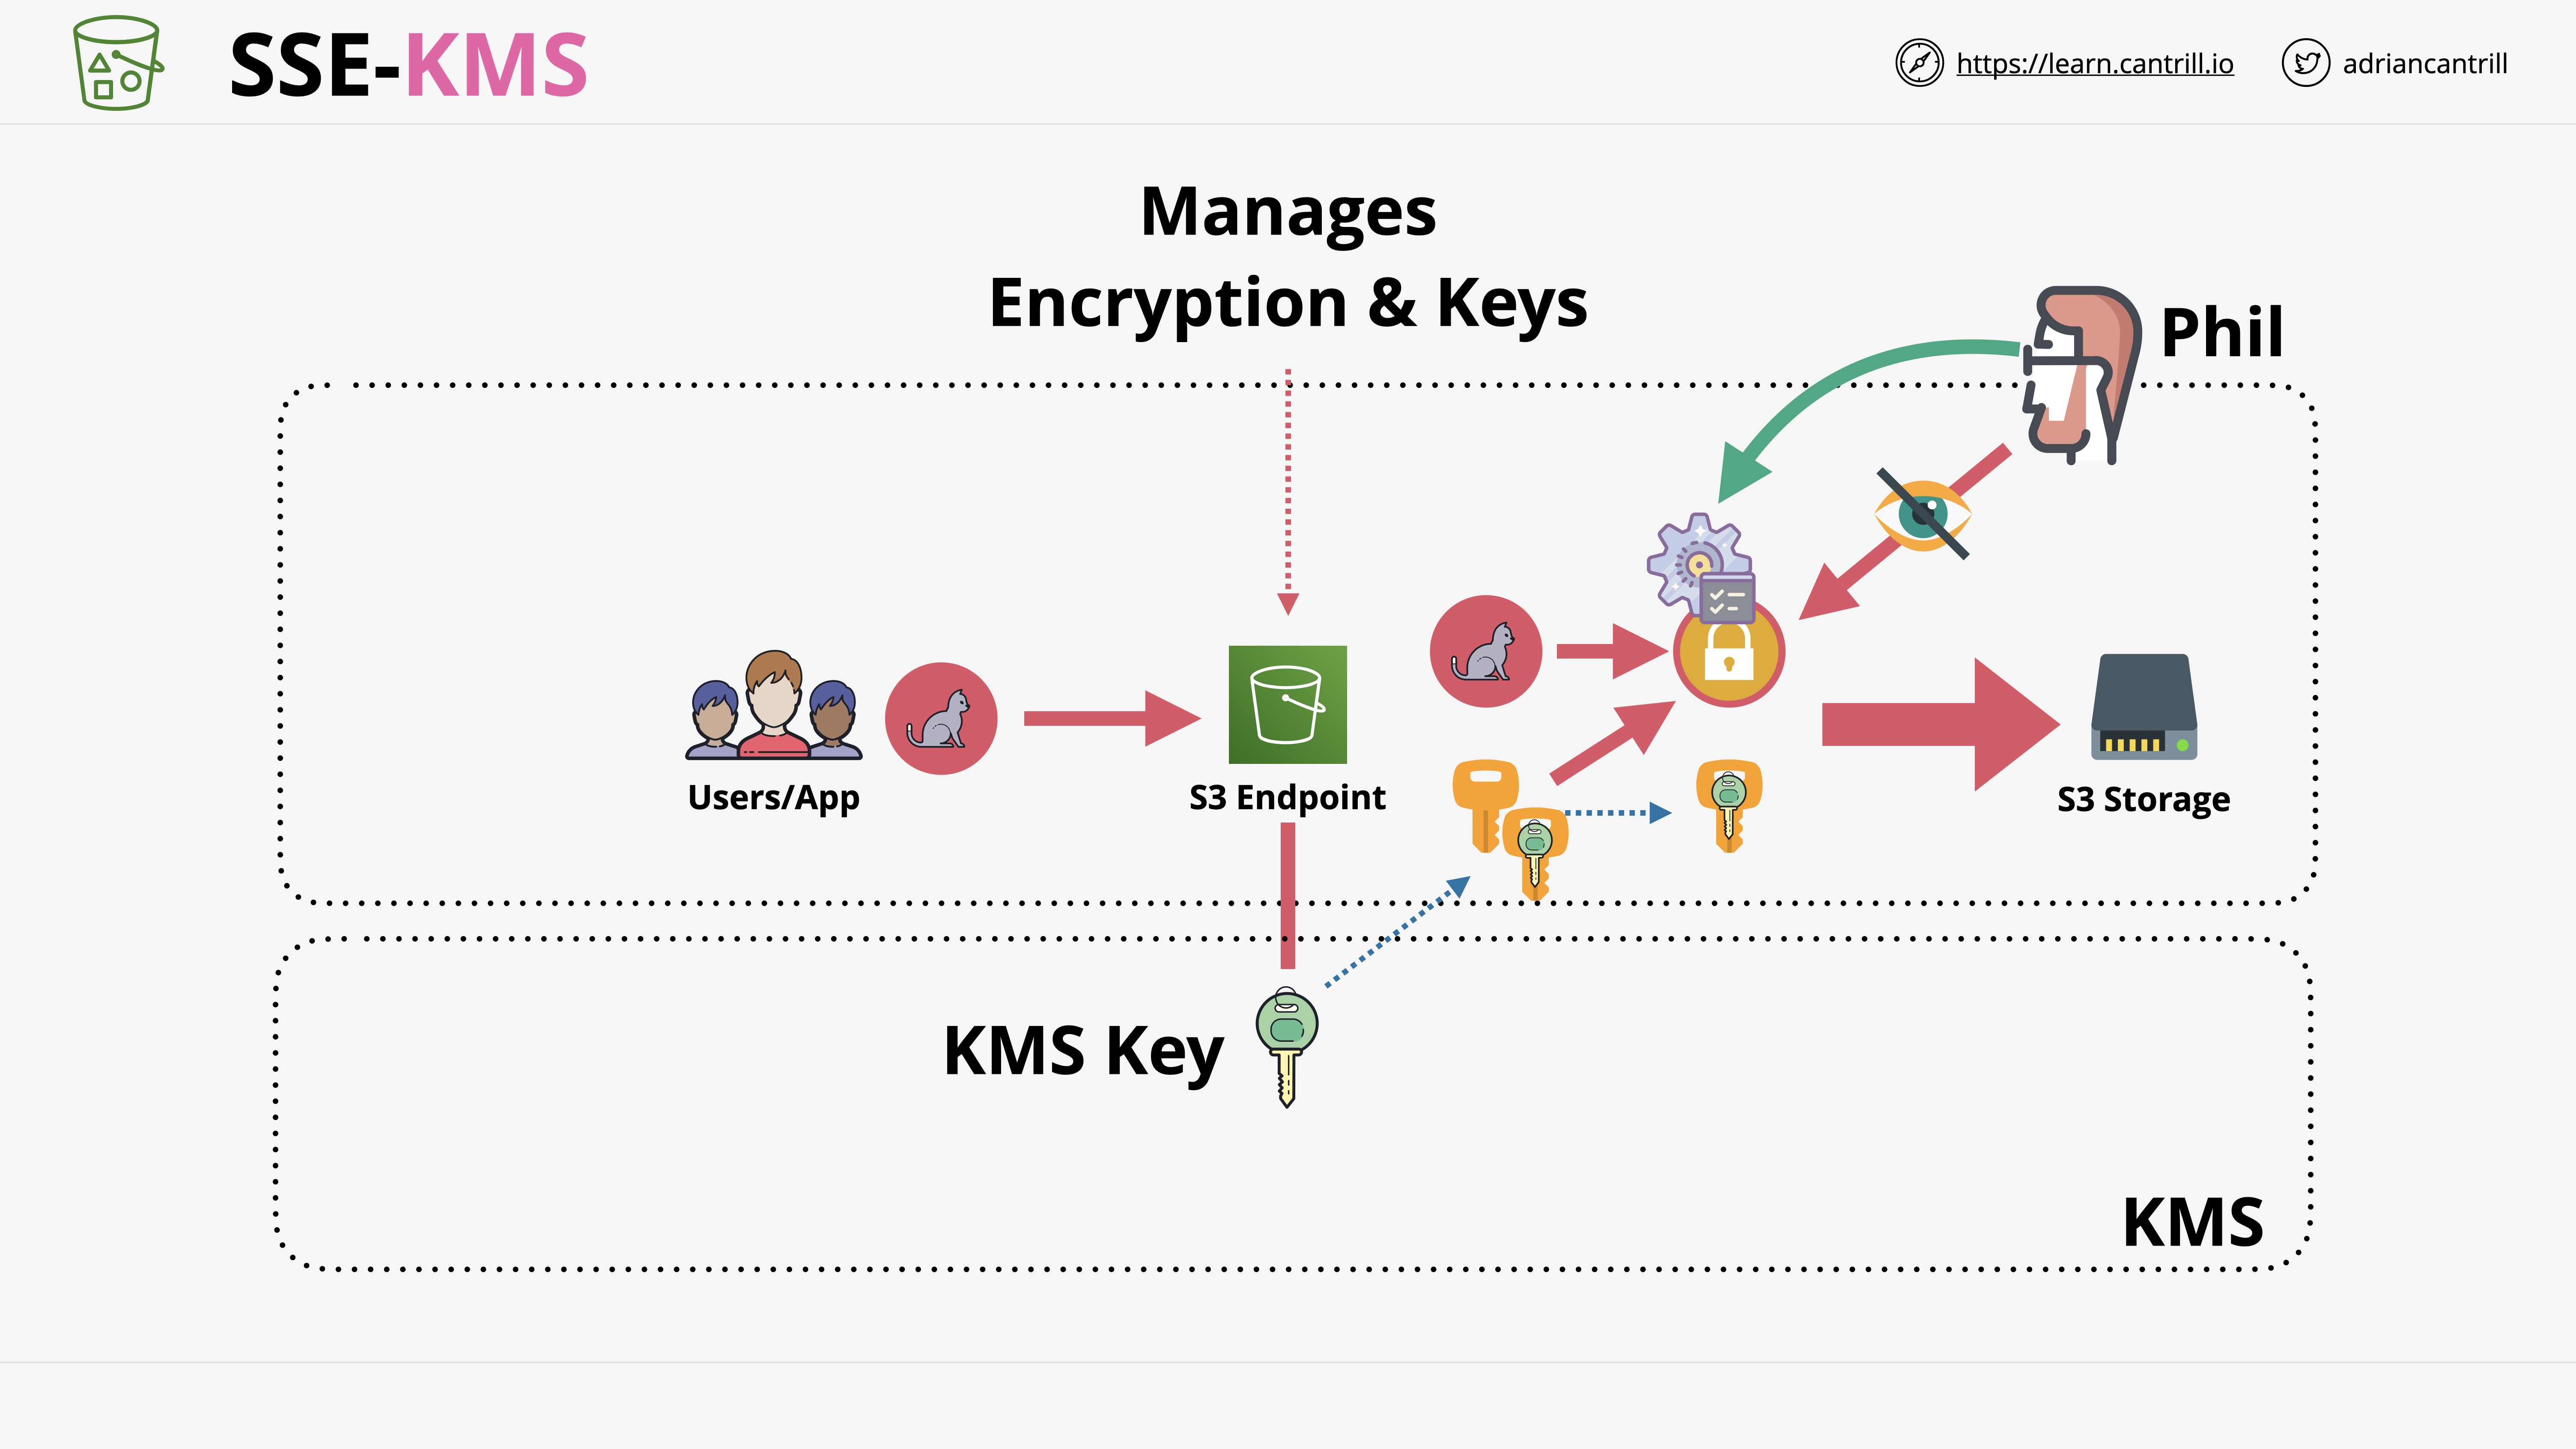 SSE-KMS
https://learn.cantrill.io
adriancantrill
Manages
Encryption & Keys
Phil
Users/App
S3 Endpoint
S3 Storage
KMS Key
KMS